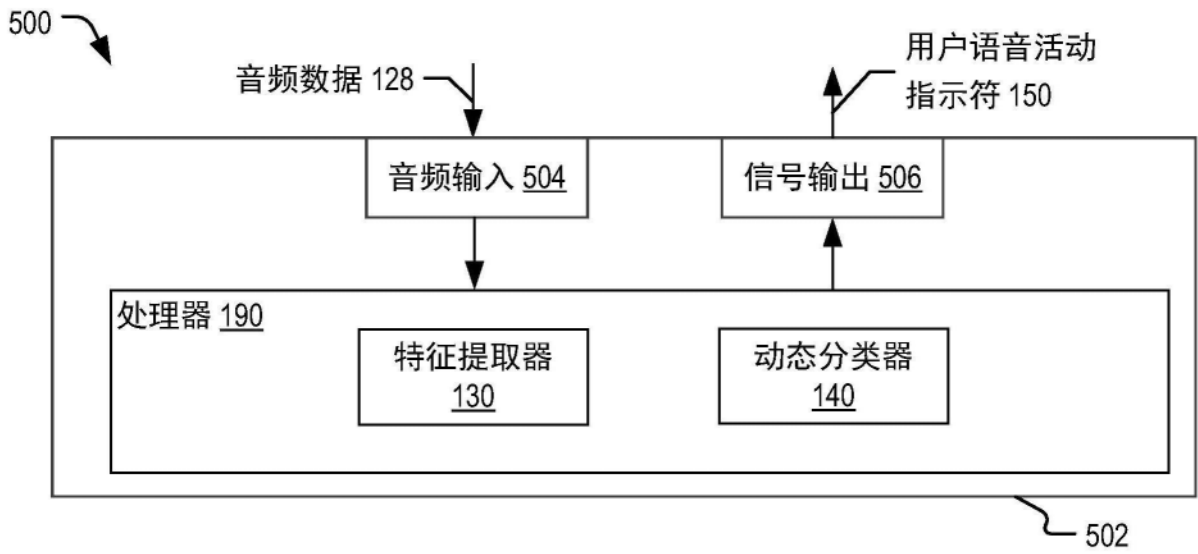 500
音频数据 128
用户语音活动
指示符 150
音频输入 504
信号输出 506
处理器 190
特征提取器
130
动态分类器
140
502